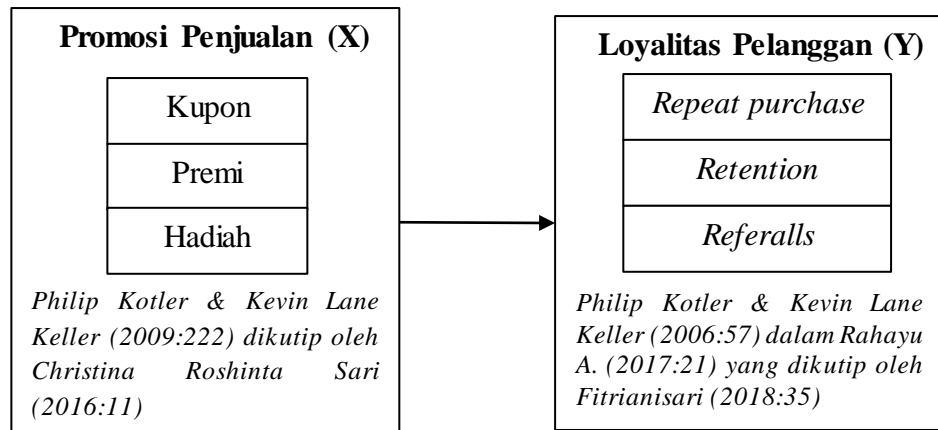 Promosi Penjualan (X)
Kupon
Premi
Hadiah
Philip Kotler & Kevin Lane
Keller (2009:222) dikutip oleh
Christina Roshinta Sari
(2016:11)
Loyalitas Pelanggan (Y)
Repeat purchase
Retention
Referalls
Philip Kotler & Kevin Lane
Keller (2006:57) dalam Rahayu
A. (2017:21) yang dikutip oleh
Fitrianisari (2018:35)